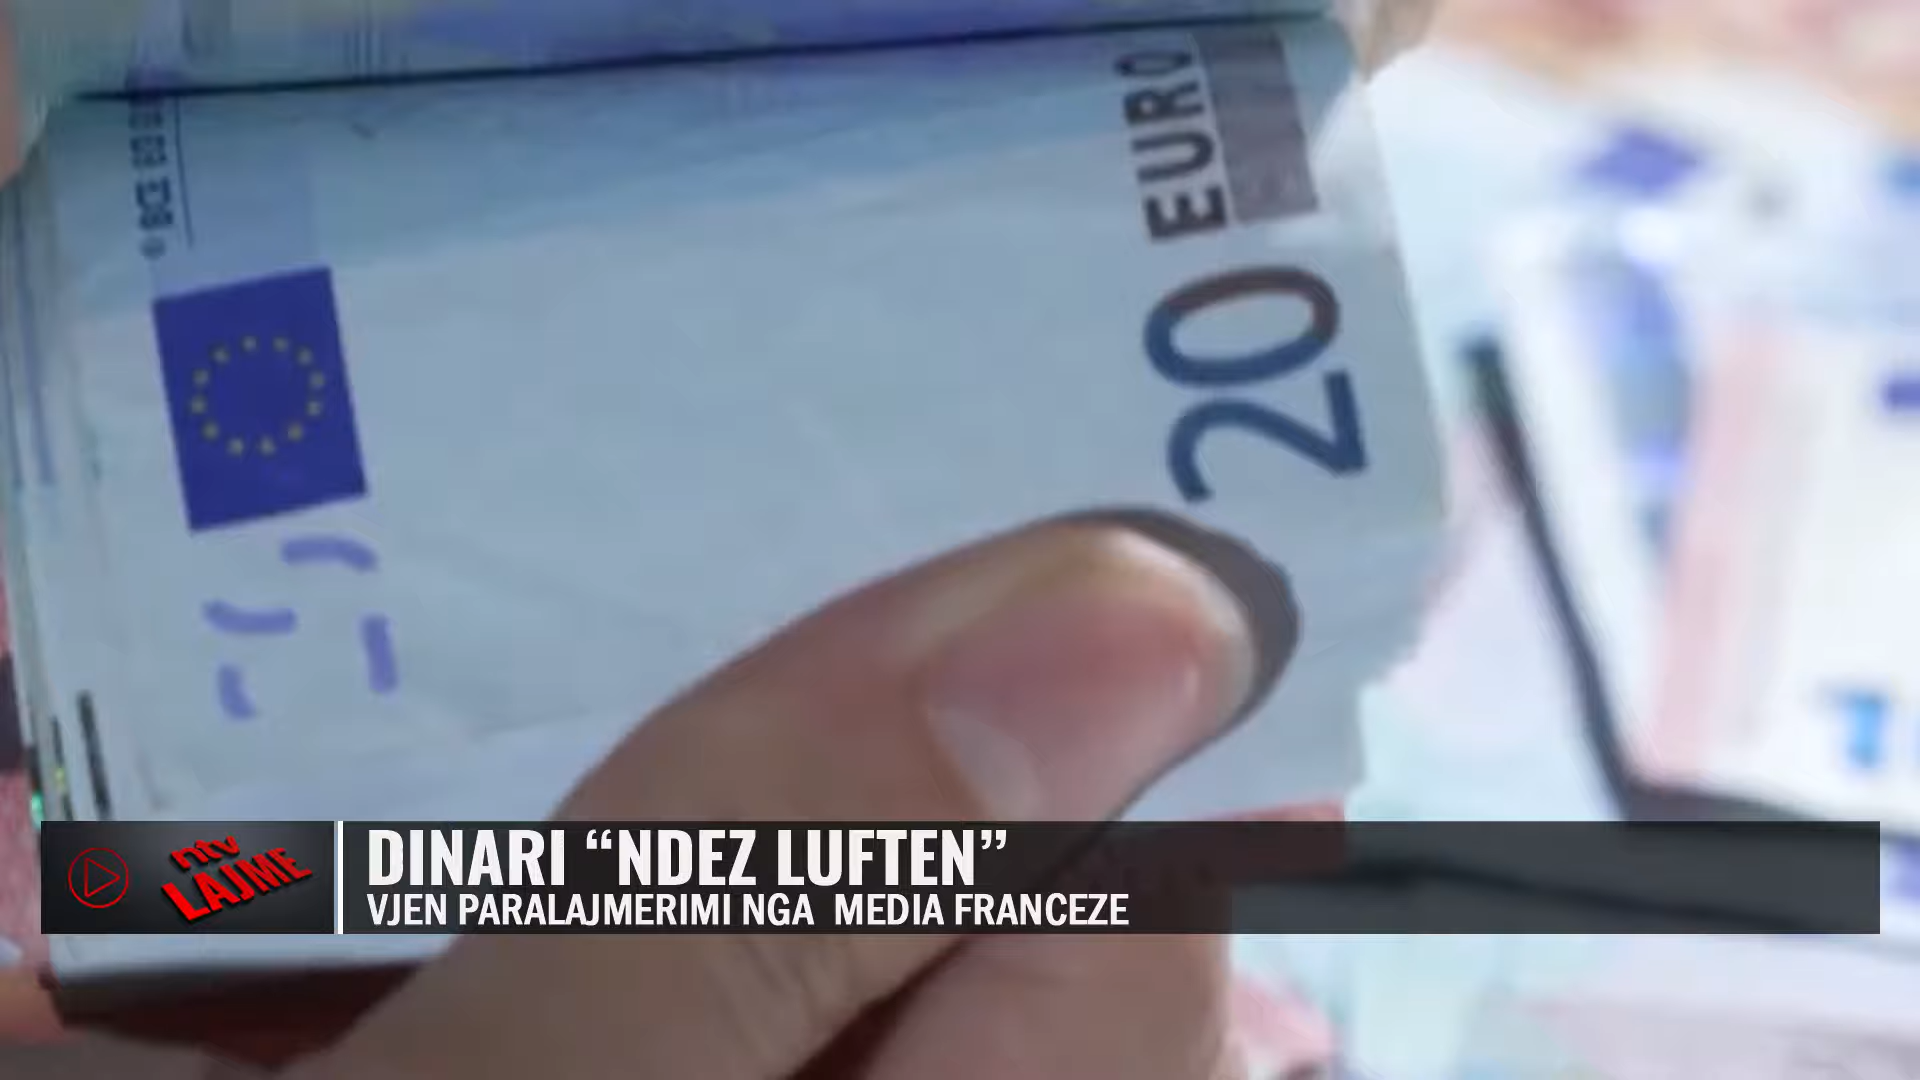 EURO
20
ntv
LAJME
DINARI “NDEZ LUFTEN”
VJEN PARALAJMERIMI NGA MEDIA FRANCEZE